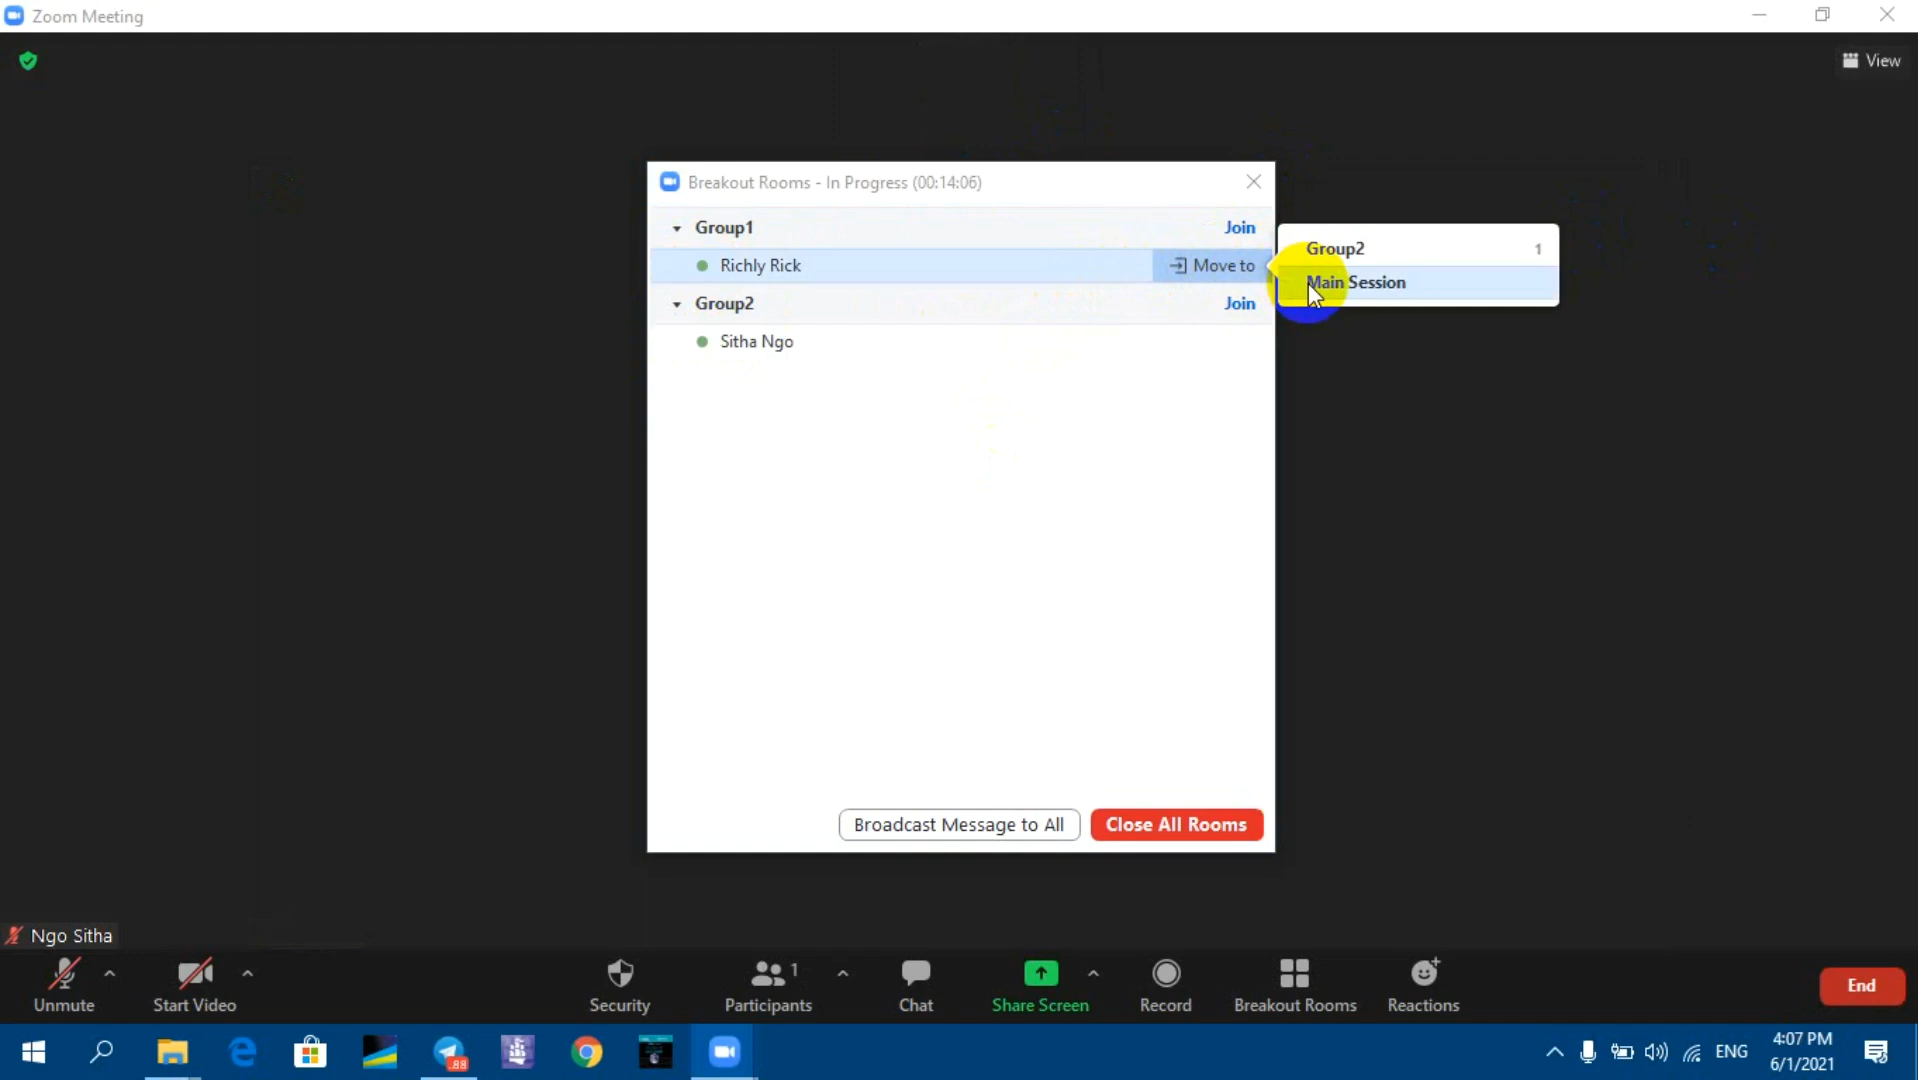 Zoom Meeting
View
Breakout Rooms - In Progress (00:14:06)
Group1 Join
Richly Rick Move to
Group2 1
Main Session
Group2 Join
Sitha Ngo
Broadcast Message to All Close All Rooms
Ngo Sitha
1
Unmute Start Video Security Participants Chat Share Screen Record Breakout Rooms Reactions End
88 ENG
4:07 PM
6/1/2021